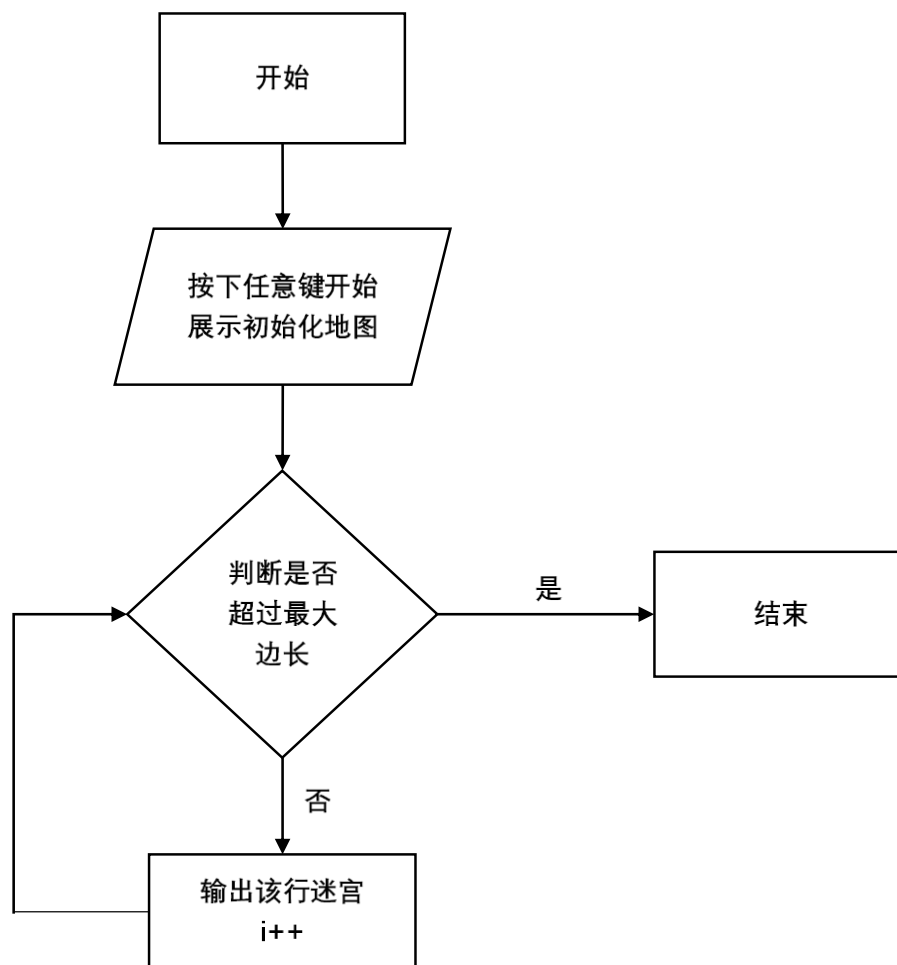 开始
按下任意键开始
展示初始化地图
判断是否
超过最大
边长
是
结束
否
输出该行迷宫
i++